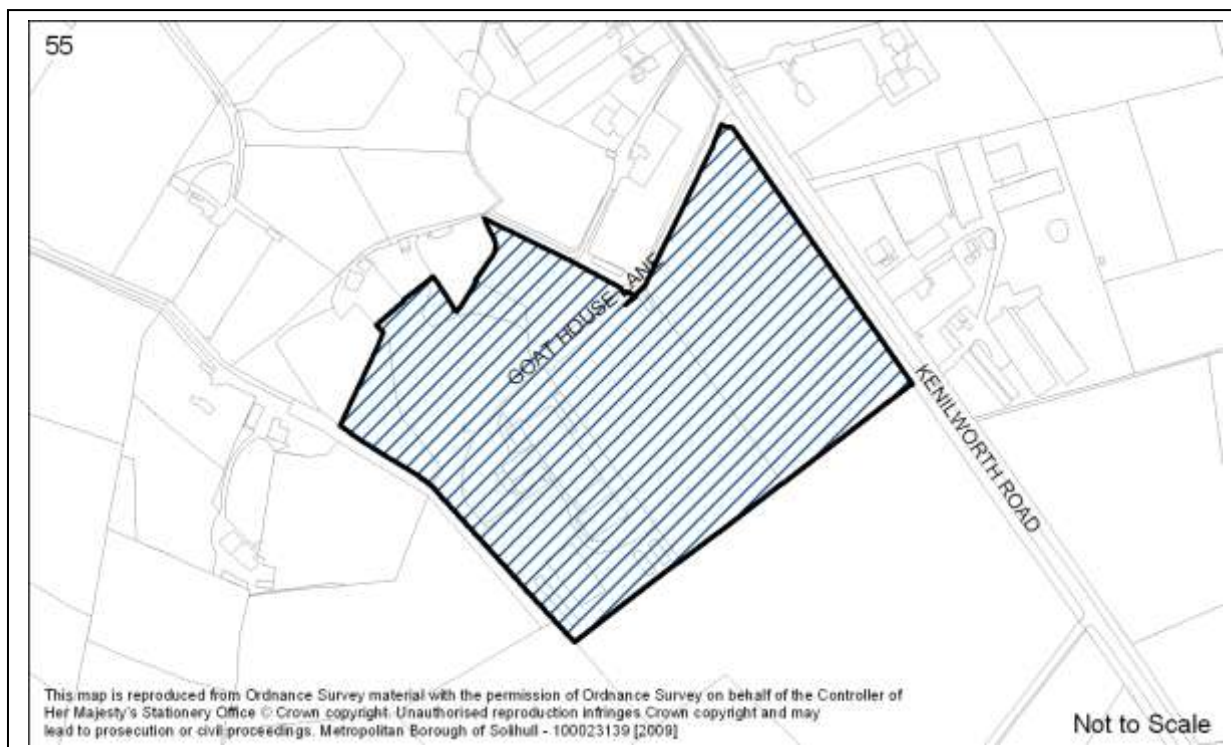 55
GOAT HOUSE LANE
KENILWORTH ROAD
This map is reproduced from Ordnance Survey material with the permission of Ordnance Survey on behalf of the Controller of
Her Majesty's Stationery Office © Crown copyright. Unauthorised reproduction infringes Crown copyright and may
lead to prosecution or civil proceedings. Metropolitan Borough of Solihull - 100023139 [2009]
Not to Scale